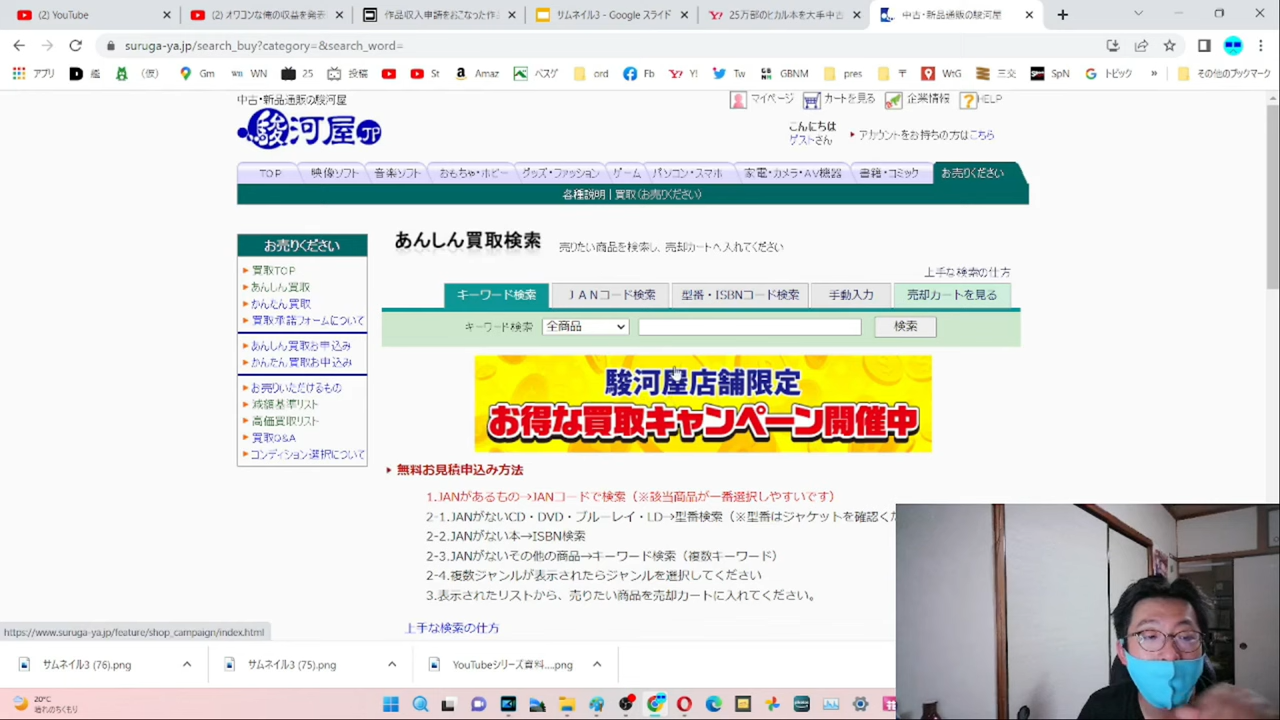 (2) YouTube
(2) オワコンな俺の収益を発表
作品収入申請をおこなった作
サムネイル3 - Google スライド
25万部のヒカル本を大手中古
中古・新品通販の駿河屋
suruga-ya.jp/search_buy?category=&search_word=
アプリ
艦
(仮)
Gm
WN
25
投稿
St
Amaz
ベスゲ
ord
Fb
Y!
Tw
GBNM
pres
〒
WtG
三交
SpN
トピック
»
その他のブックマーク
中古・新品通販の駿河屋
駿河屋JP
マイページ
カートを見る
企業情報
HELP
こんにちは
ゲストさん
アカウントをお持ちの方はこちら
TOP
映像ソフト
音楽ソフト
おもちゃ・ホビー
グッズ・ファッション
ゲーム
パソコン・スマホ
家電・カメラ・AV機器
書籍・コミック
お売りください
各種説明 | 買取(お売りください)
お売りください
買取TOP
あんしん買取
かんたん買取
買取承諾フォームについて
あんしん買取お申込み
かんたん買取お申込み
お売りいただけるもの
減額基準リスト
高価買取リスト
買取Q&A
コンディション選択について
あんしん買取検索 売りたい商品を検索し、売却カートへ入れてください
上手な検索の仕方
キーワード検索
JANコード検索
型番・ISBNコード検索
手動入力
売却カートを見る
キーワード検索 全商品 検索
駿河屋店舗限定
お得な買取キャンペーン開催中
無料お見積申込み方法
1.JANがあるもの→JANコードで検索（※該当商品が一番選択しやすいです）
2-1.JANがないCD・DVD・ブルーレイ・LD→型番検索（※型番はジャケットを確認くだ
2-2.JANがない本→ISBN検索
2-3.JANがないその他の商品→キーワード検索（複数キーワード）
2-4.複数ジャンルが表示されたらジャンルを選択してください
3.表示されたリストから、売りたい商品を売却カートに入れてください。
上手な検索の仕方
https://www.suruga-ya.jp/feature/shop_campaign/index.html
サムネイル3 (76).png
サムネイル3 (75).png
YouTubeシリーズ資料....png
20°C
晴れのちくもり